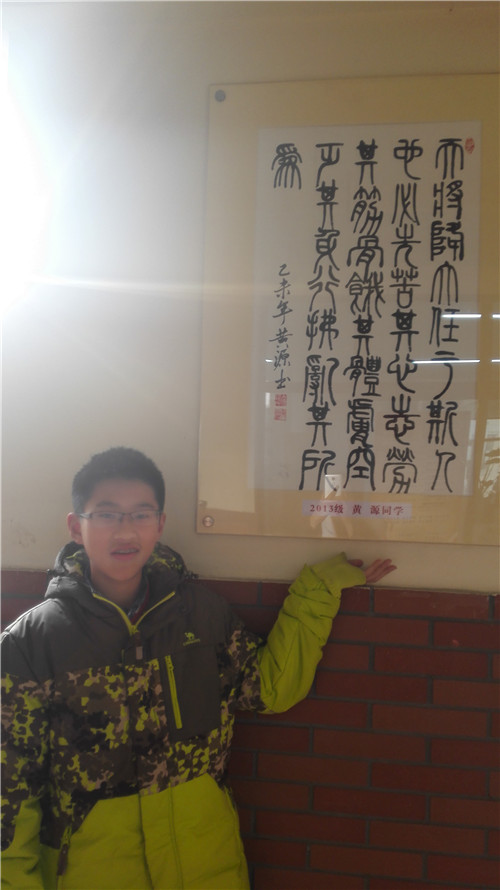 天將降大任于斯人
也必先苦其心志勞
其筋骨餓其體膚空
乏其身行拂亂其所
爲
乙未年黄源书
2013级 黄 源同学